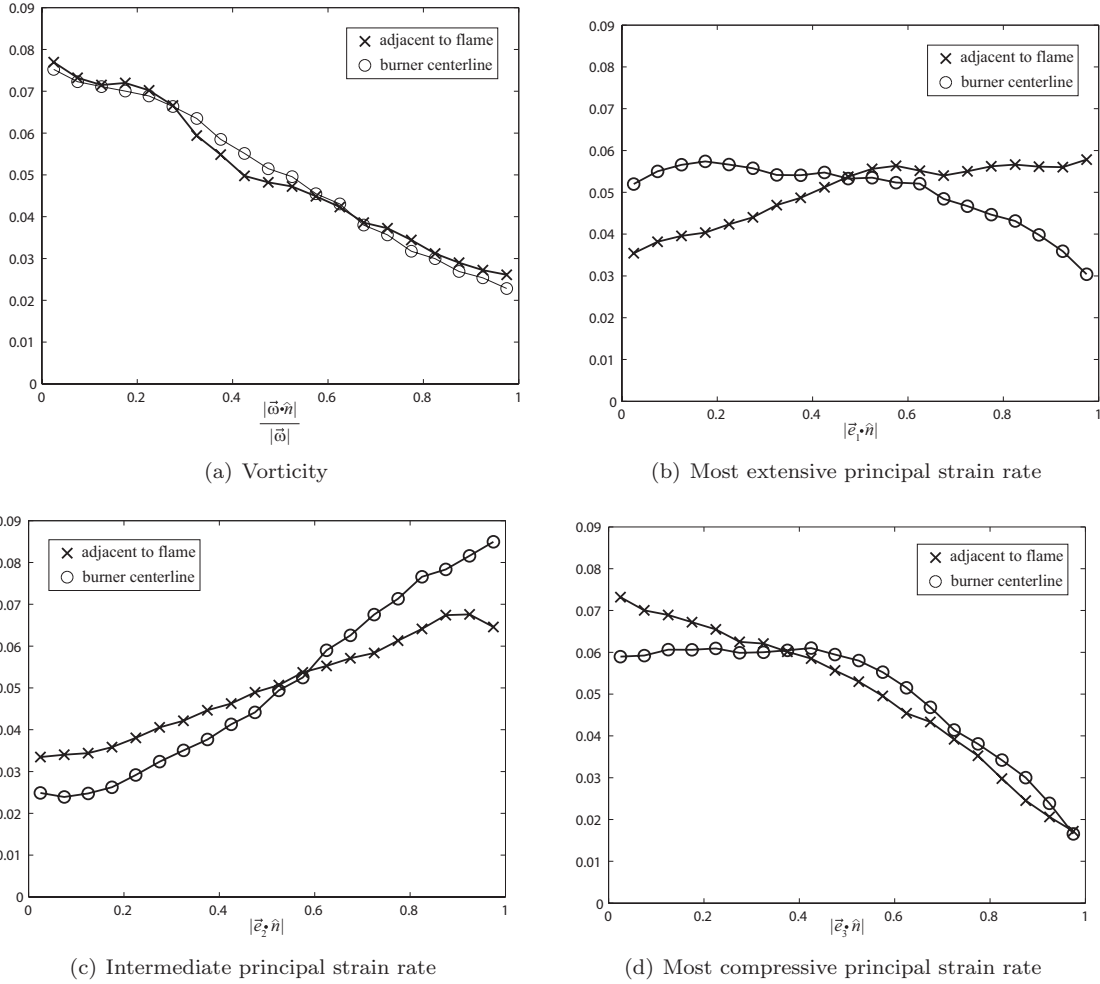 0.09
0.08
0.07
0.06
0.05
0.04
0.03
0.02
0.01
0
0 0.2 0.4 0.6 0.8 1
adjacent to flame
burner centerline
|ω⃗•n̂|
|ω⃗|
(a) Vorticity
0.09
0.08
0.07
0.06
0.05
0.04
0.03
0.02
0.01
0
0 0.2 0.4 0.6 0.8 1
adjacent to flame
burner centerline
|e⃗₁•n̂|
(b) Most extensive principal strain rate
0.09
0.08
0.07
0.06
0.05
0.04
0.03
0.02
0.01
0
0 0.2 0.4 0.6 0.8 1
adjacent to flame
burner centerline
|e⃗₂•n̂|
(c) Intermediate principal strain rate
0.09
0.08
0.07
0.06
0.05
0.04
0.03
0.02
0.01
0
0 0.2 0.4 0.6 0.8 1
adjacent to flame
burner centerline
|e⃗₃•n̂|
(d) Most compressive principal strain rate